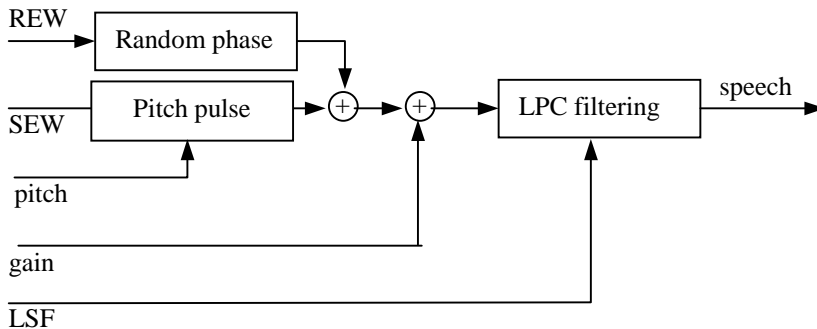 REW
Random phase
SEW
Pitch pulse
+
+
LPC filtering
speech
pitch
gain
LSF